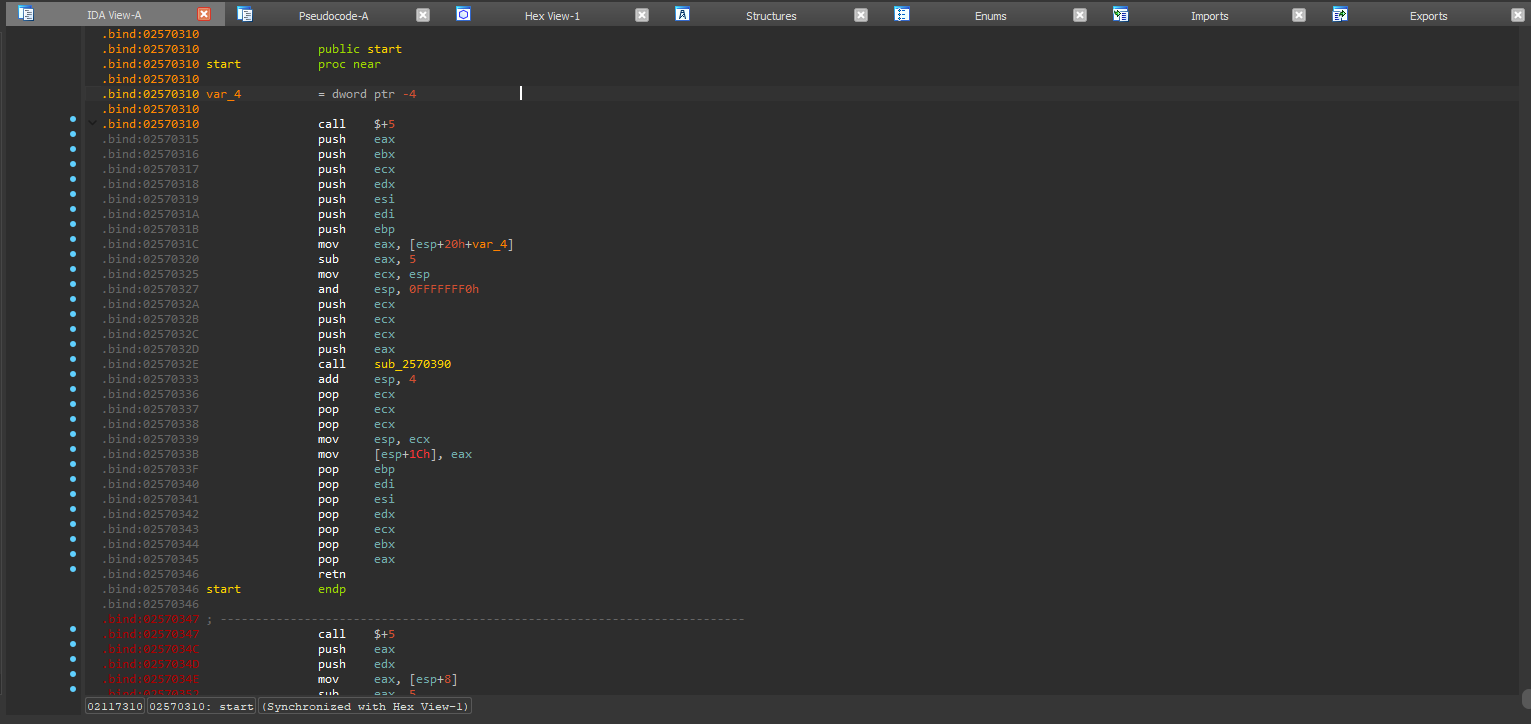 IDA View-A Pseudocode-A Hex View-1 Structures Enums Imports Exports
.bind:02570310
.bind:02570310 public start
.bind:02570310 start proc near
.bind:02570310
.bind:02570310 var_4 = dword ptr -4
.bind:02570310
.bind:02570310 call $+5
.bind:02570315 push eax
.bind:02570316 push ebx
.bind:02570317 push ecx
.bind:02570318 push edx
.bind:02570319 push esi
.bind:0257031A push edi
.bind:0257031B push ebp
.bind:0257031C mov eax, [esp+20h+var_4]
.bind:02570320 sub eax, 5
.bind:02570325 mov ecx, esp
.bind:02570327 and esp, 0FFFFFFF0h
.bind:0257032A push ecx
.bind:0257032B push ecx
.bind:0257032C push ecx
.bind:0257032D push eax
.bind:0257032E call sub_2570390
.bind:02570333 add esp, 4
.bind:02570336 pop ecx
.bind:02570337 pop ecx
.bind:02570338 pop ecx
.bind:02570339 mov esp, ecx
.bind:0257033B mov [esp+1Ch], eax
.bind:0257033F pop ebp
.bind:02570340 pop edi
.bind:02570341 pop esi
.bind:02570342 pop edx
.bind:02570343 pop ecx
.bind:02570344 pop ebx
.bind:02570345 pop eax
.bind:02570346 retn
.bind:02570346 start endp
.bind:02570346
.bind:02570347 ; ---------------------------------------------------------------------------
.bind:02570347 call $+5
.bind:0257034C push eax
.bind:0257034D push edx
.bind:0257034E mov eax, [esp+8]
.bind:02570352 sub eax, 5
02117310 02570310: start (Synchronized with Hex View-1)